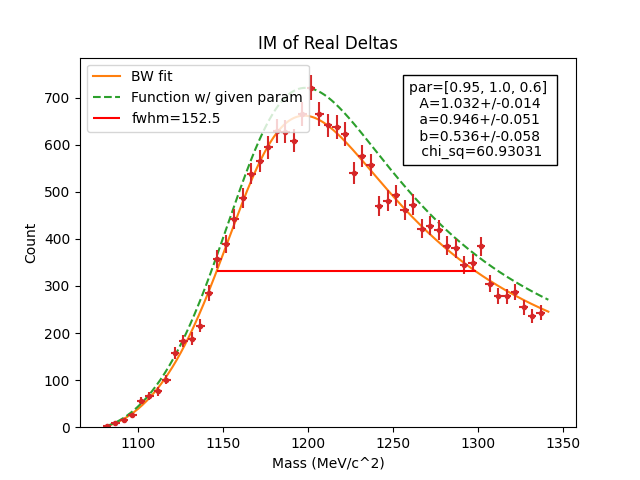 IM of Real Deltas
BW fit
Function w/ given param
fwhm=152.5
par=[0.95, 1.0, 0.6]
A=1.032+/-0.014
a=0.946+/-0.051
b=0.536+/-0.058
chi_sq=60.93031
Count
700
600
500
400
300
200
100
0
1100 1150 1200 1250 1300 1350
Mass (MeV/c^2)